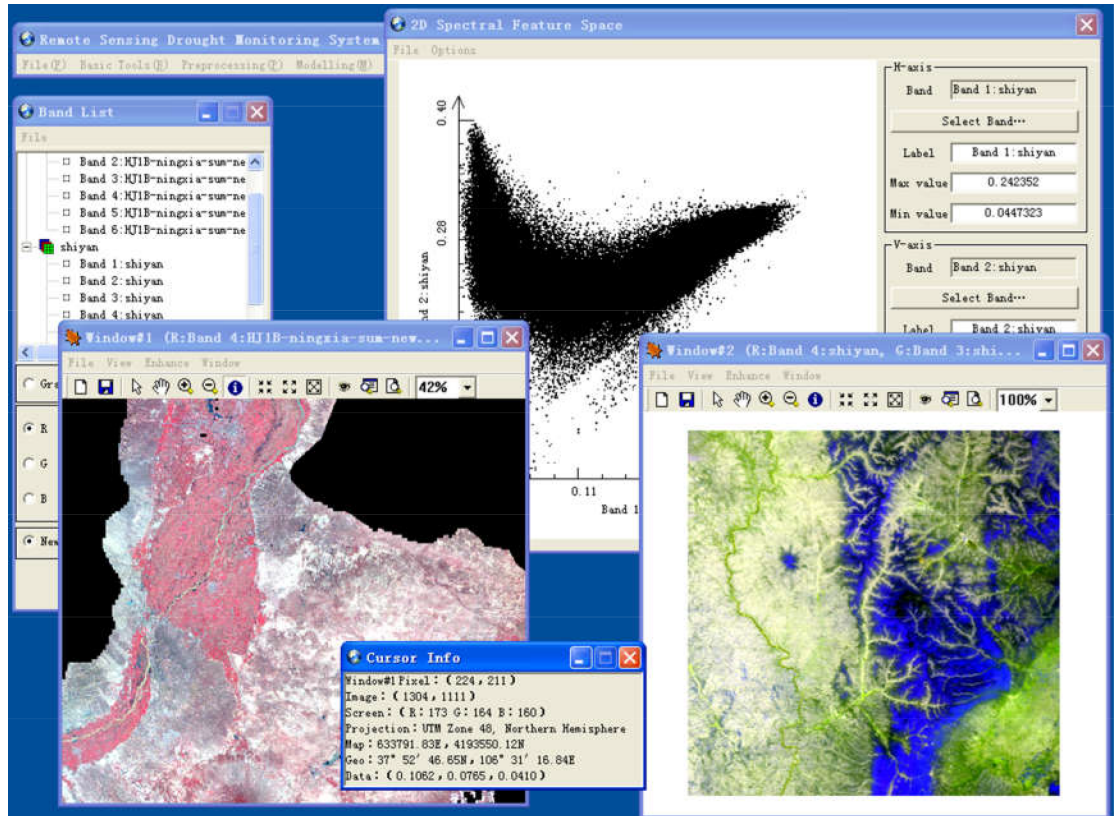 Remote Sensing Drought Monitoring System
File(F) Basic Tools(B) Preprocessing(P) Modelling(M)
Band List
File
Band 2:HJ1B-ningxia-sum-ne
Band 3:HJ1B-ningxia-sum-ne
Band 4:HJ1B-ningxia-sum-ne
Band 5:HJ1B-ningxia-sum-ne
Band 6:HJ1B-ningxia-sum-ne
shiyan
Band 1:shiyan
Band 2:shiyan
Band 3:shiyan
Band 4:shiyan
R
G
B
2D Spectral Feature Space
File Options
0.40
0.28
2:shiyan
0.11
Band 1
H-axis
Band Band 1:shiyan
Select Band...
Label Band 1:shiyan
Max value 0.242352
Min value 0.0447323
V-axis
Band Band 2:shiyan
Select Band...
Label Band 2:shiyan
Window#1 (R:Band 4:HJ1B-ningxia-sum-new...
File View Enhance Window
42%
Window#2 (R:Band 4:shiyan, G:Band 3:shi...
File View Enhance Window
100%
Cursor Info
Window#1 Pixel: (224, 211)
Image: (1304, 1111)
Screen: (R:173 G:164 B:160)
Projection: UTM Zone 48, Northern Hemisphere
Map: 633791.83E, 4193550.12N
Geo: 37° 52′ 46.65N, 106° 31′ 16.84E
Data: (0.1062, 0.0765, 0.0410)